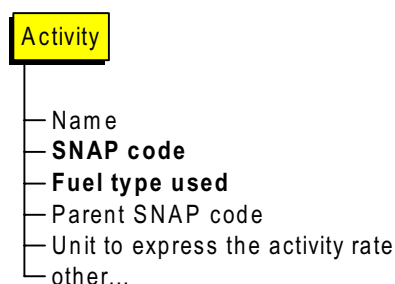 Activity
Name
SNAP code
Fuel type used
Parent SNAP code
Unit to express the activity rate
other...